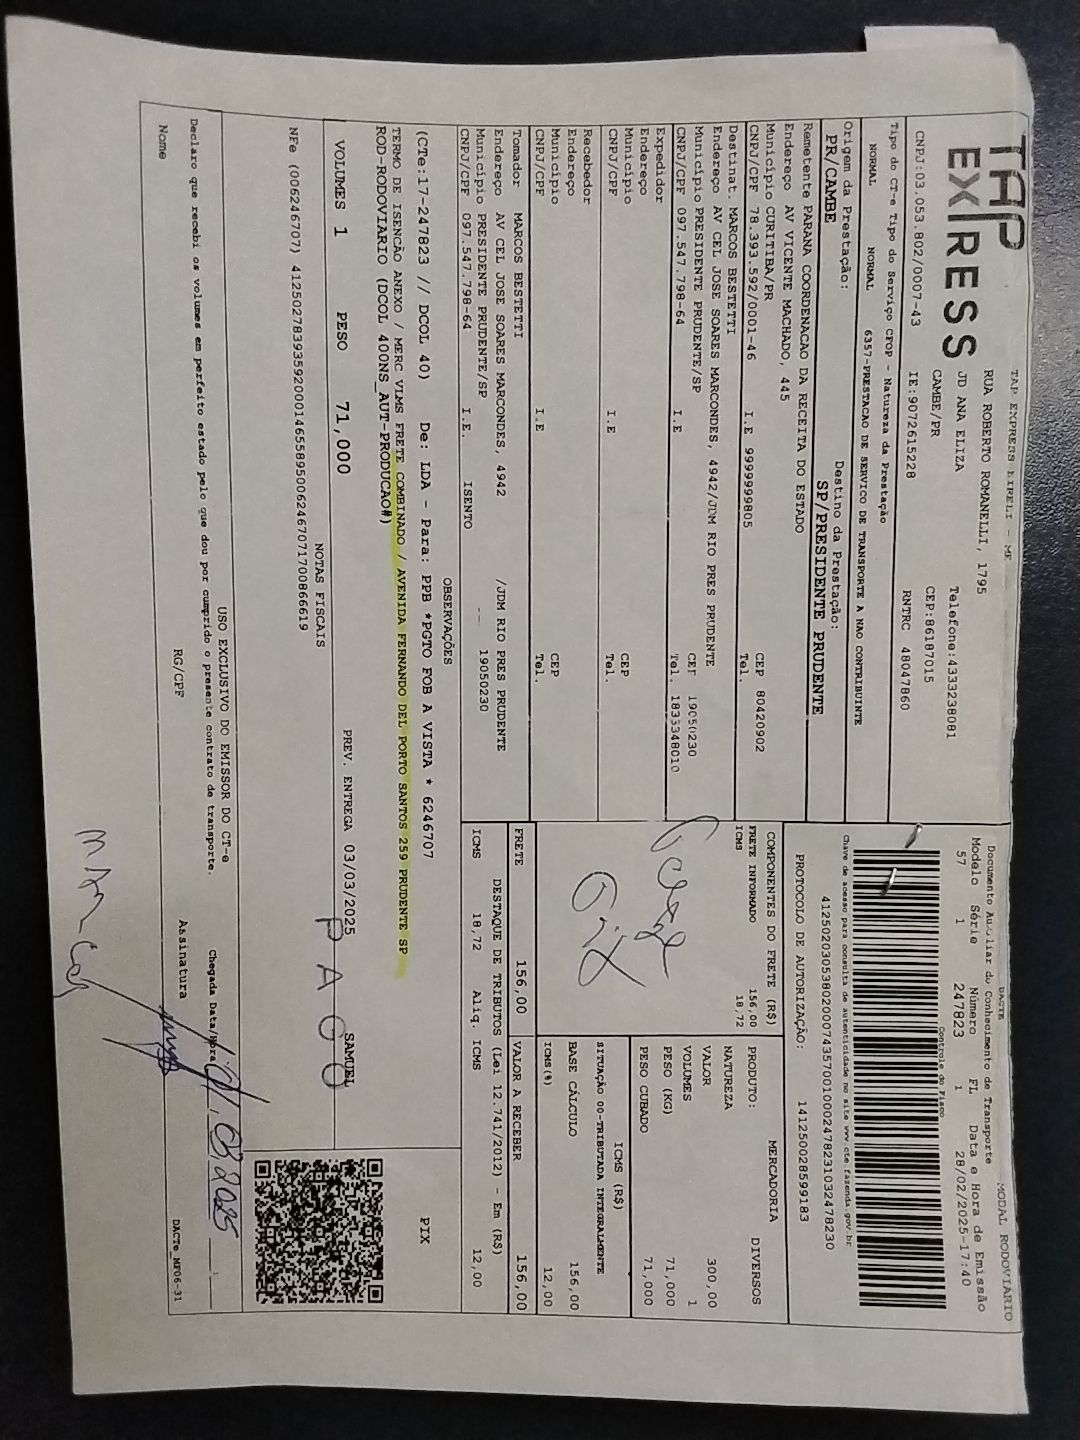 TAP
EXPRESS
TAP EXPRESS EIRELI - ME
RUA ROBERTO ROMANELLI, 1795
JD ANA ELIZA
CAMBE/PR
Telefone:4333238081
CEP:86187015
CNPJ:03.053.802/0007-43 IE:9072615228 RNTRC 48047860
Tipo do CT-e Tipo do Serviço CFOP - Natureza da Prestação
NORMAL NORMAL 6357-PRESTACAO DE SERVICO DE TRANSPORTE A NAO CONTRIBUINTE
Origem da Prestação: Destino da Prestação:
PR/CAMBE SP/PRESIDENTE PRUDENTE
Remetente PARANA COORDENACAO DA RECEITA DO ESTADO
Endereço AV VICENTE MACHADO, 445
Município CURITIBA/PR CEP 80420902
CNPJ/CPF 78.393.592/0001-46 I.E 9999999805 Tel.
Destinat. MARCOS BESTETTI
Endereço AV CEL JOSE SOARES MARCONDES, 4942/JDM RIO PRES PRUDENTE
Município PRESIDENTE PRUDENTE/SP CEP 19050230
CNPJ/CPF 097.547.798-64 I.E Tel. 1833348010
Expedidor
Endereço
Município CEP
CNPJ/CPF I.E Tel.
Recebedor
Endereço
Município CEP
CNPJ/CPF I.E Tel.
Tomador MARCOS BESTETTI
Endereço AV CEL JOSE SOARES MARCONDES, 4942 /JDM RIO PRES PRUDENTE
Município PRESIDENTE PRUDENTE/SP 19050230
CNPJ/CPF 097.547.798-64 I.E. ISENTO
DACTE
MODAL RODOVIARIO
Documento Auxiliar do Conhecimento de Transporte
Modelo Série Número FL Data e Hora de Emissão
57 1 247823 1 28/02/2025-17:40
Controle do Fisco
Chave de acesso para consulta de autenticidade no site www.cte.fazenda.gov.br
41250203053802000743570010002478231032478230
PROTOCOLO DE AUTORIZAÇÃO: 141250028599183
COMPONENTES DO FRETE (R$)
FRETE INFORMADO 156,00
ICMS 18,72
MERCADORIA
PRODUTO: DIVERSOS
NATUREZA
VALOR 300,00
VOLUMES 1
PESO (KG) 71,000
PESO CUBADO 71,000
ICMS (R$)
SITUAÇÃO 00-TRIBUTADA INTEGRALMENTE
BASE CÁLCULO 156,00
ICMS(%) 12,00
FRETE 156,00 VALOR A RECEBER 156,00
DESTAQUE DE TRIBUTOS (Lei 12.741/2012) - Em (R$)
ICMS 18,72 Aliq. ICMS 12,00
OBSERVAÇÕES
(CTe:17-247823 // DCOL 40) De: LDA - Para: PPB *PGTO FOB A VISTA * 6246707
TERMO DE ISENCÃO ANEXO / MERC VLMS FRETE COMBINADO / AVENIDA FERNANDO DEL PORTO SANTOS 259 PRUDENTE SP
ROD-RODOVIARIO (DCOL 400NS_AUT-PRODUCAO#)
PIX
VOLUMES 1 PESO 71,000 PREV. ENTREGA 03/03/2025 SAMUEL
PAGO
NOTAS FISCAIS
NFe (006246707) 41250278393592000146558950062467071700866619
USO EXCLUSIVO DO EMISSOR DO CT-e
Declaro que recebi os volumes em perfeito estado pelo que dou por cumprido o presente contrato de transporte.
Chegada Data/Hora
Nome RG/CPF Assinatura
DACTe_MF06-31